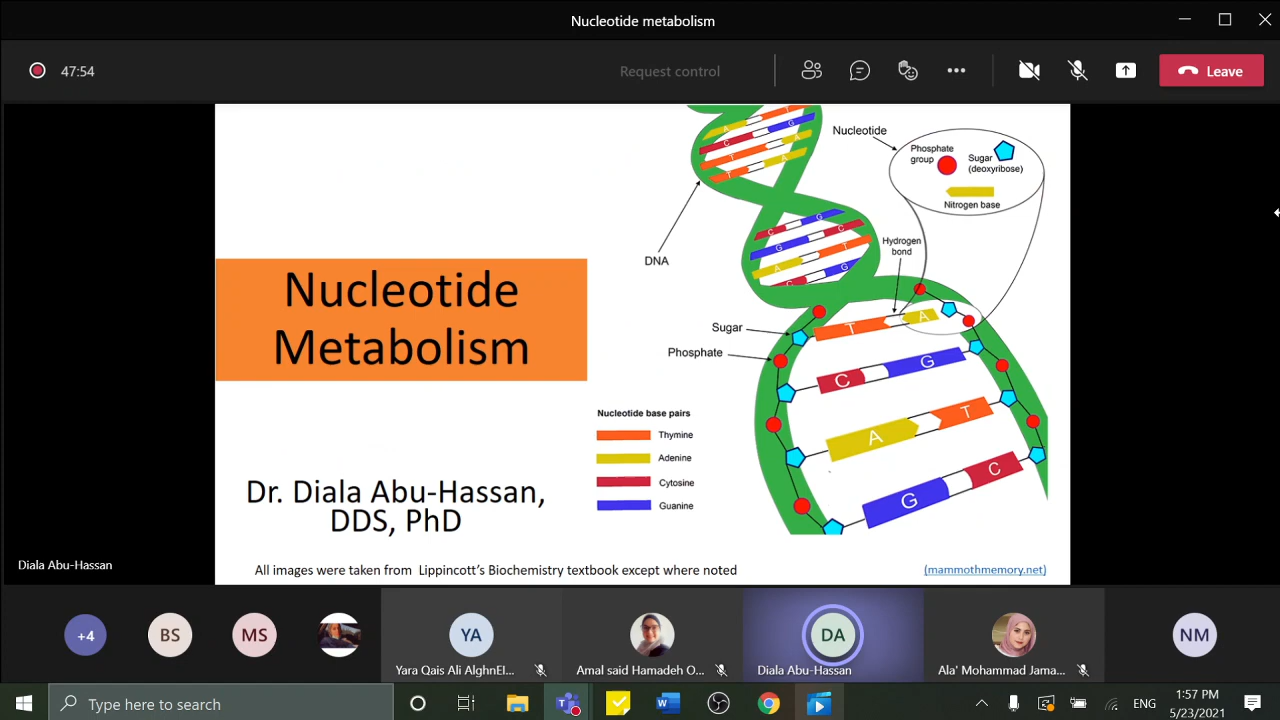 Nucleotide metabolism
47:54
Request control
Leave
Nucleotide
Phosphate
group
Sugar
(deoxyribose)
Nitrogen base
A
G
C
T
A
T
A
DNA
Hydrogen
bond
C
G
G
C
A
T
C
G
Sugar
Phosphate
T
A
C
G
A
T
G
C
Nucleotide
Metabolism
Nucleotide base pairs
Thymine
Adenine
Cytosine
Guanine
Dr. Diala Abu-Hassan,
DDS, PhD
Diala Abu-Hassan
All images were taken from Lippincott's Biochemistry textbook except where noted
(mammothmemory.net)
+4
BS
MS
YA
DA
NM
Yara Qais Ali AlghnEl...
Amal said Hamadeh O...
Diala Abu-Hassan
Ala' Mohammad Jama...
Type here to search
ENG
1:57 PM
5/23/2021